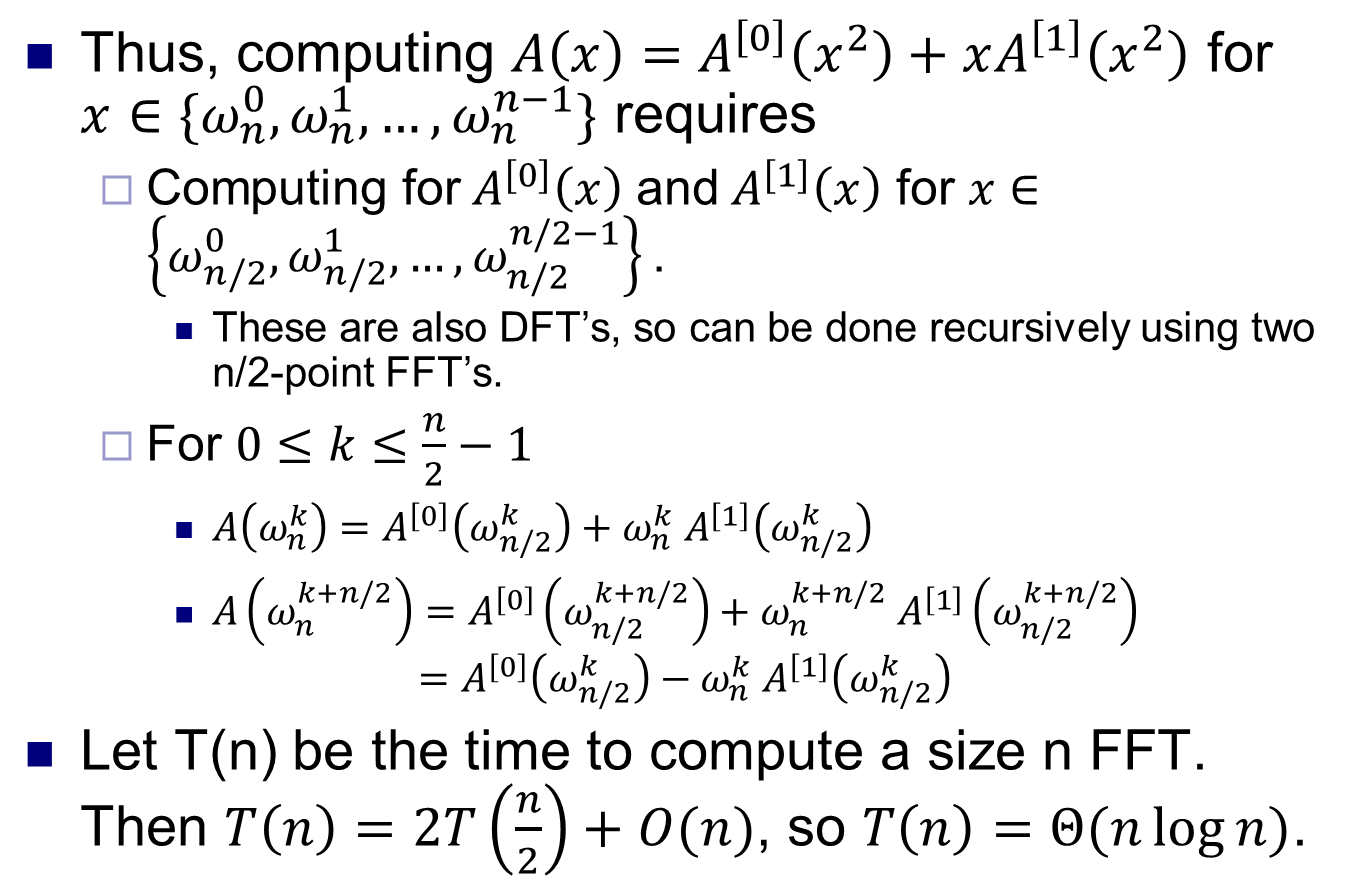 Thus, computing A(x) = A^[0](x²) + xA^[1](x²) for
x ∈ {ω_n^0, ω_n^1, …, ω_n^{n−1}} requires
Computing for A^[0](x) and A^[1](x) for x ∈
{ω_{n/2}^0, ω_{n/2}^1, …, ω_{n/2}^{n/2−1}}.
These are also DFT's, so can be done recursively using two
n/2-point FFT's.
For 0 ≤ k ≤ n/2 − 1
A(ω_n^k) = A^[0](ω_{n/2}^k) + ω_n^k A^[1](ω_{n/2}^k)
A(ω_n^{k+n/2}) = A^[0](ω_{n/2}^{k+n/2}) + ω_n^{k+n/2} A^[1](ω_{n/2}^{k+n/2})
= A^[0](ω_{n/2}^k) − ω_n^k A^[1](ω_{n/2}^k)
Let T(n) be the time to compute a size n FFT.
Then T(n) = 2T(n/2) + O(n), so T(n) = Θ(n log n).